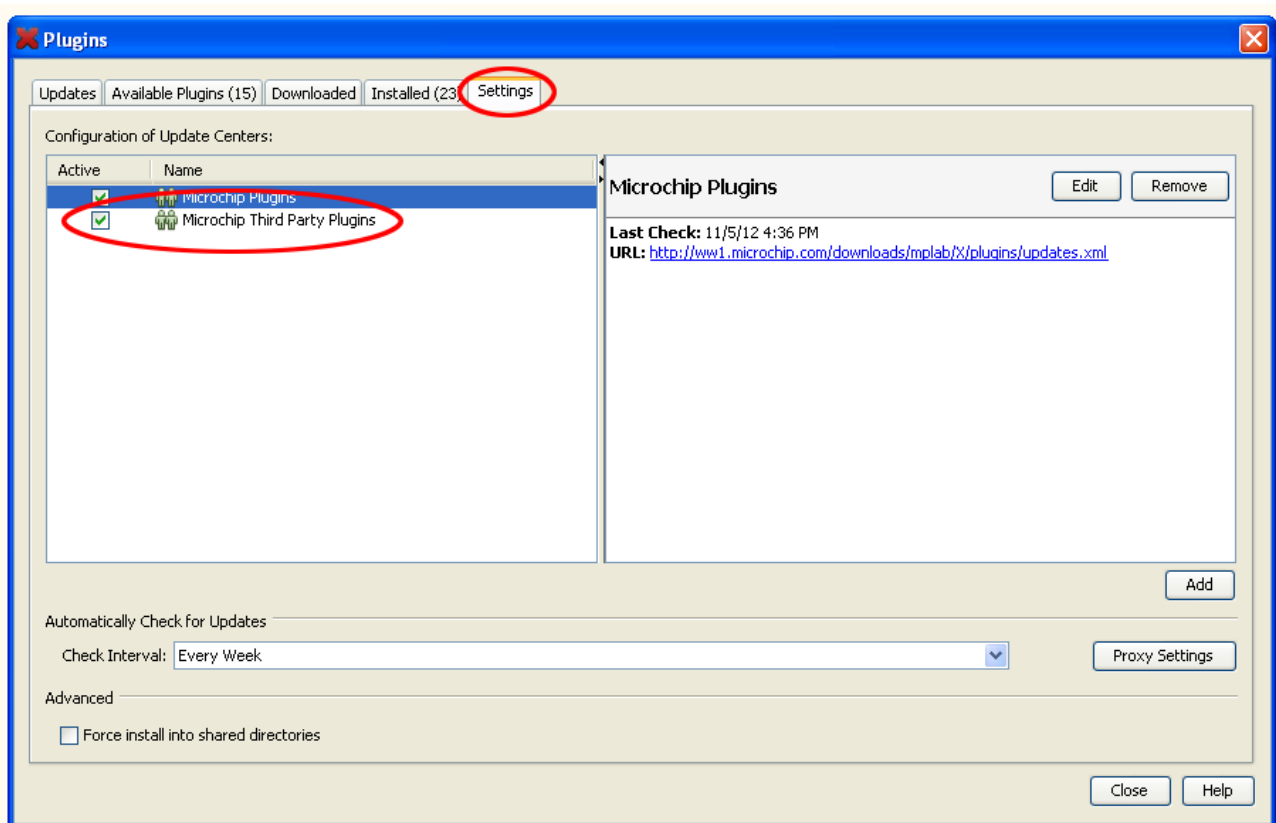 Plugins
Updates Available Plugins (15) Downloaded Installed (23) Settings
Configuration of Update Centers:
Active Name
Microchip Plugins
Microchip Third Party Plugins
Microchip Plugins Edit Remove
Last Check: 11/5/12 4:36 PM
URL: http://ww1.microchip.com/downloads/mplab/X/plugins/updates.xml
Add
Automatically Check for Updates
Check Interval: Every Week Proxy Settings
Advanced
Force install into shared directories
Close Help